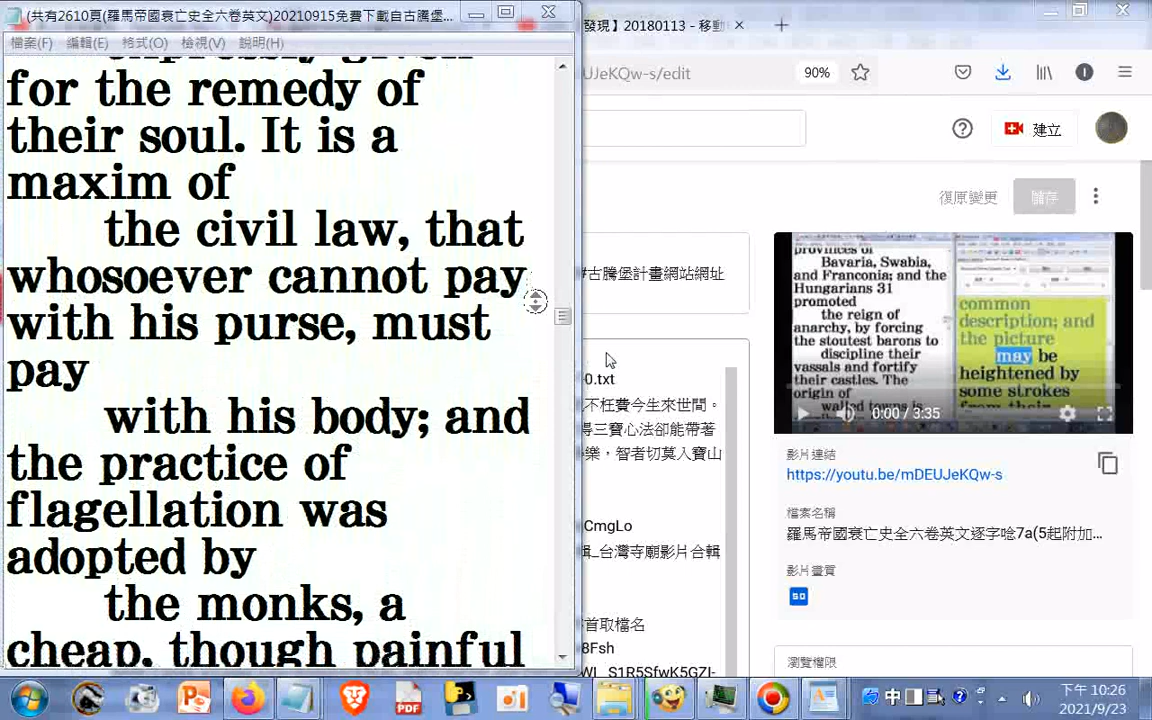 (共有2610頁(羅馬帝國衰亡史全六卷英文)20210915免費下載自古騰堡...
檔案(F) 編輯(E) 格式(O) 檢視(V) 說明(H)
for the remedy of
their soul. It is a
maxim of
the civil law, that
whosoever cannot pay
with his purse, must
pay
with his body; and
the practice of
flagellation was
adopted by
the monks, a
cheap, though painful
發現】20180113 - 移動
UJeKQw-s/edit
90%
建立
復原變更
儲存
#古騰堡計畫網站網址
0.txt
不枉費今生來世間。
得三寶心法卻能帶著
樂，智者切莫入寶山
CmgLo
輯_台灣寺廟影片合輯
首取檔名
8Fsh
WI_S1R5SfwK5GZI-
provinces of
Bavaria, Swabia,
and Franconia; and the
Hungarians 31
promoted
the reign of
anarchy, by forcing
the stoutest barons to
discipline their
vassals and fortify
their castles. The
origin of
walled towns is
common
description; and
the picture
may be
heightened by
some strokes
from their
0:00 / 3:35
影片連結
https://youtu.be/mDEUJeKQw-s
檔案名稱
羅馬帝國衰亡史全六卷英文逐字唸7a(5起附加...
影片畫質
SD
瀏覽權限
中
下午 10:26
2021/9/23